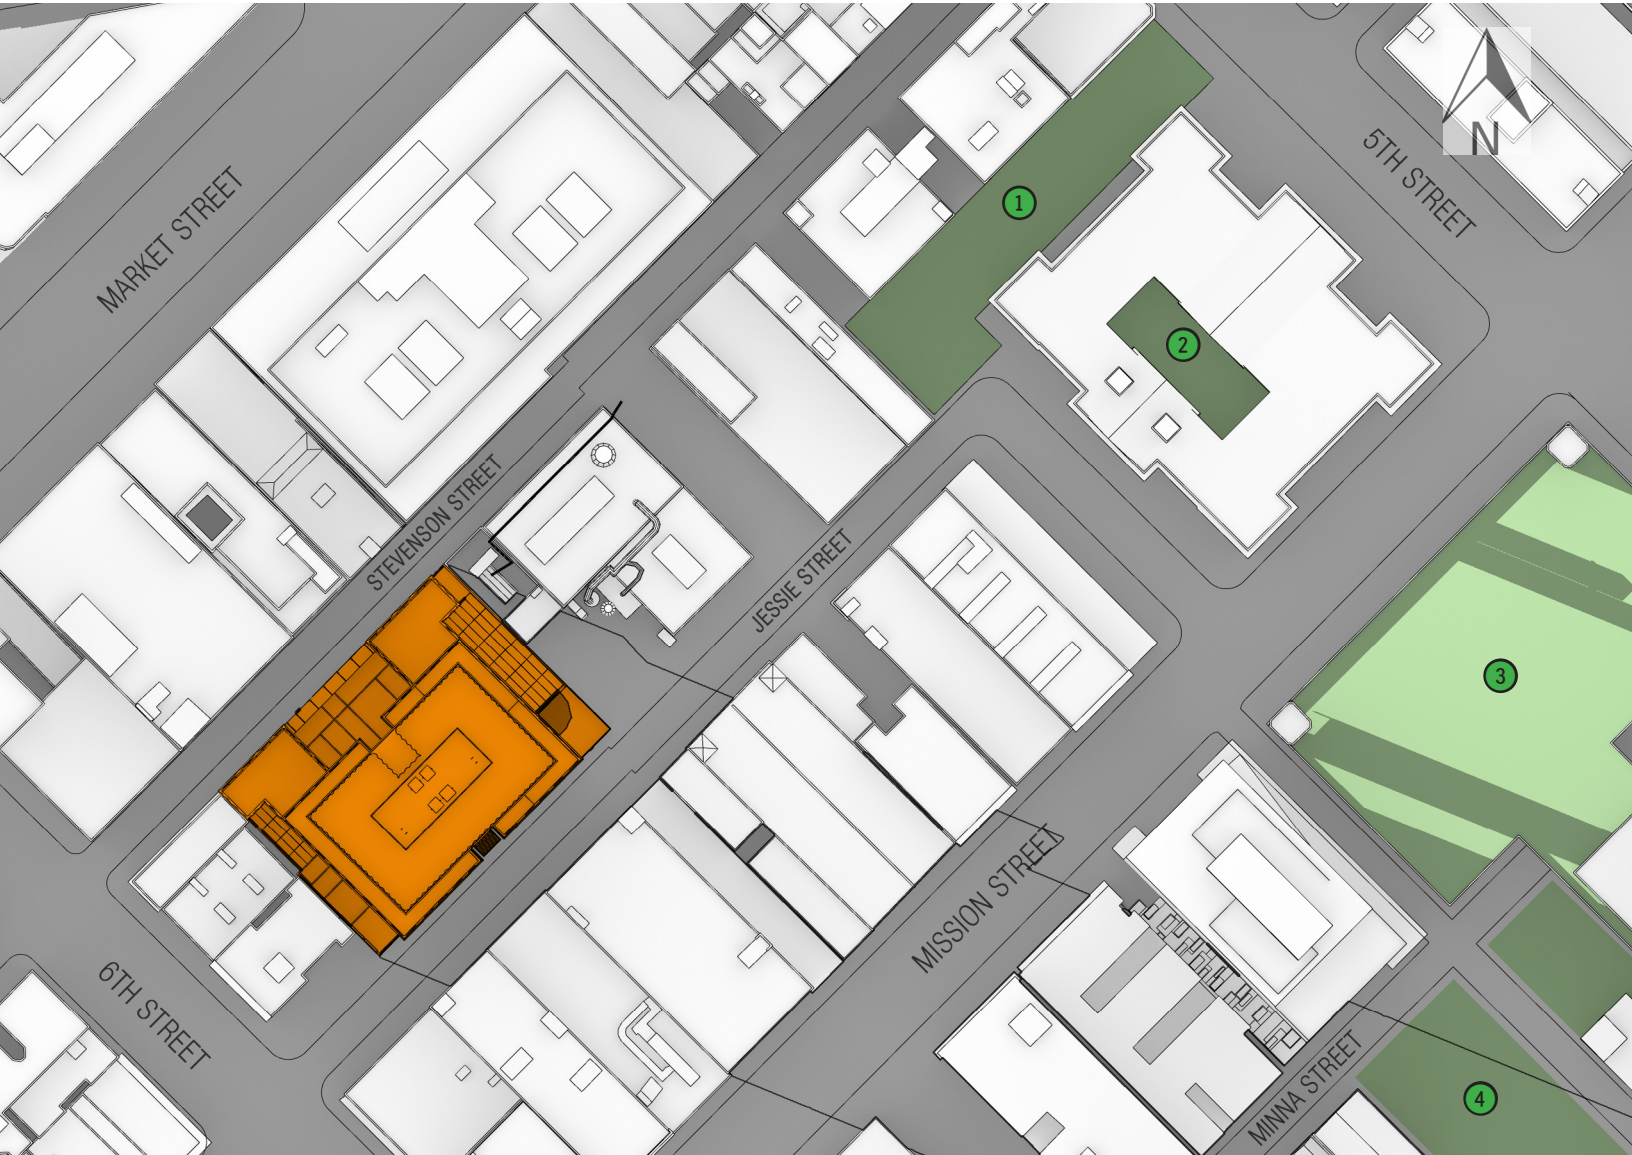 N
5TH STREET
MARKET STREET
1
2
STEVENSON STREET
JESSIE STREET
3
MISSION STREET
6TH STREET
MINNA STREET
4